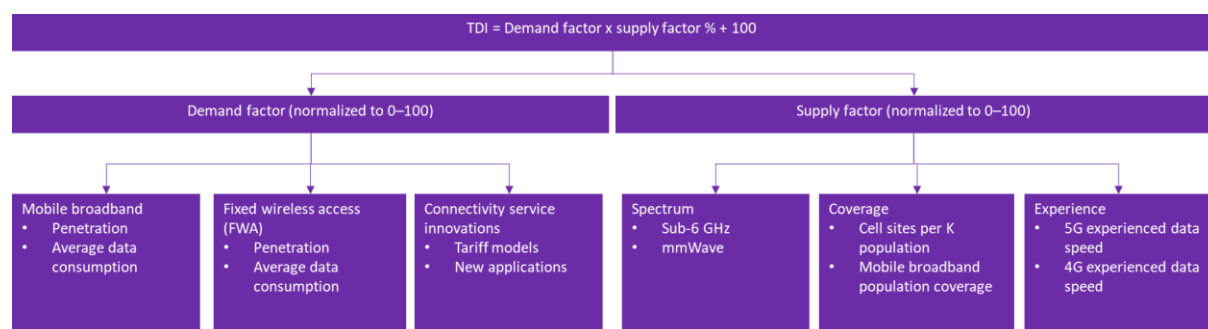 TDI = Demand factor x supply factor % + 100
Demand factor (normalized to 0–100)
Supply factor (normalized to 0–100)
Mobile broadband
• Penetration
• Average data
consumption
Fixed wireless access
(FWA)
• Penetration
• Average data
consumption
Connectivity service
innovations
• Tariff models
• New applications
Spectrum
• Sub-6 GHz
• mmWave
Coverage
• Cell sites per K
population
• Mobile broadband
population coverage
Experience
• 5G experienced data
speed
• 4G experienced data
speed